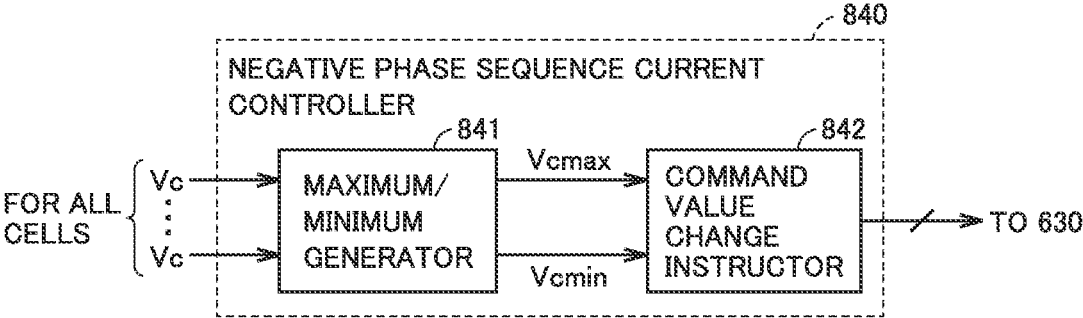 840
NEGATIVE PHASE SEQUENCE CURRENT
CONTROLLER
841
842
FOR ALL
CELLS
Vc
Vc
MAXIMUM/
MINIMUM
GENERATOR
Vcmax
Vcmin
COMMAND
VALUE
CHANGE
INSTRUCTOR
TO 630